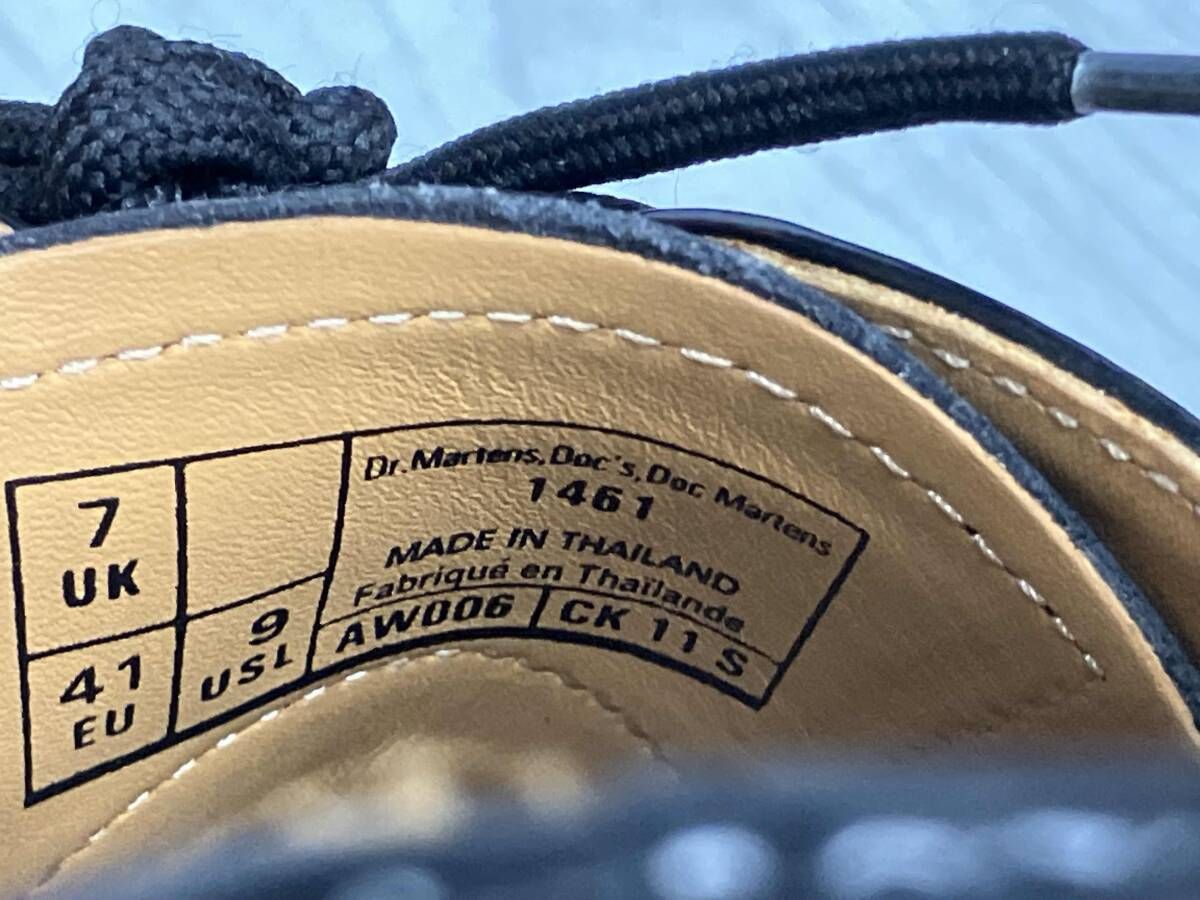 7
UK
41
EU
9
USL
Dr.Martens,Doc's,Doc Martens
1461
MADE IN THAILAND
Fabriqué en Thaïlande
AW006
CK 11 S